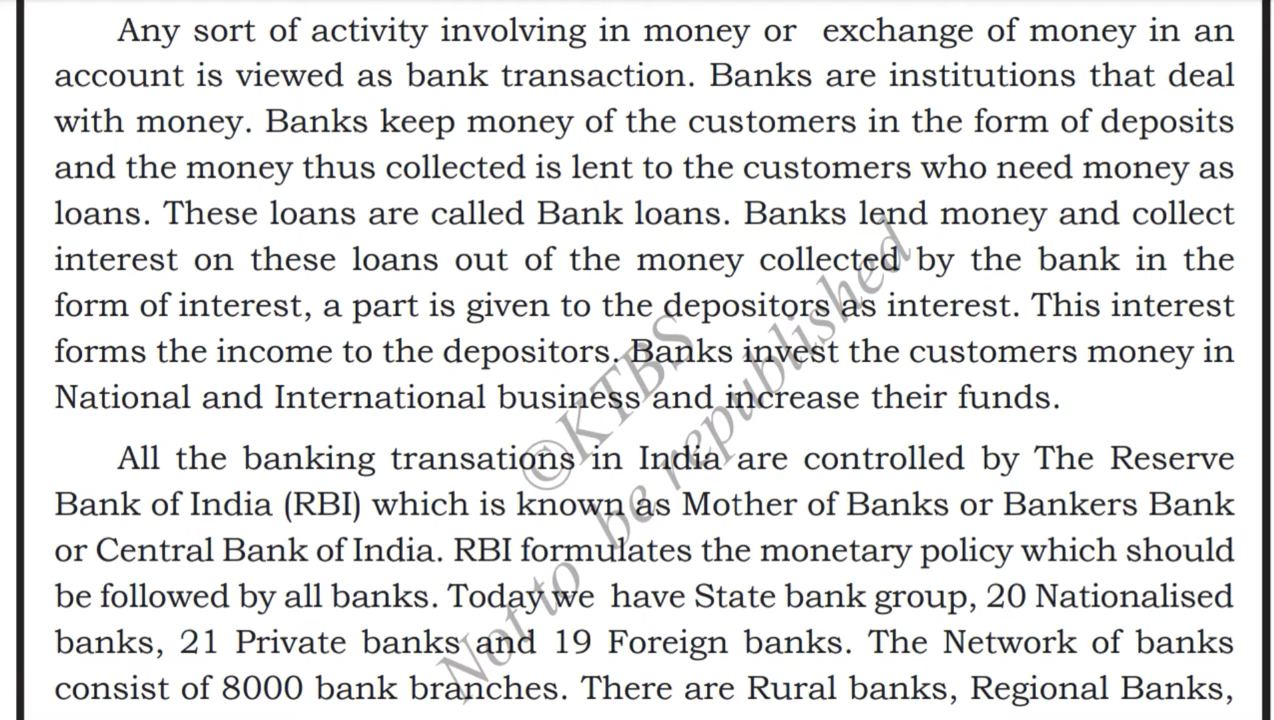 Any sort of activity involving in money or exchange of money in an
account is viewed as bank transaction. Banks are institutions that deal
with money. Banks keep money of the customers in the form of deposits
and the money thus collected is lent to the customers who need money as
loans. These loans are called Bank loans. Banks lend money and collect
interest on these loans out of the money collected by the bank in the
form of interest, a part is given to the depositors as interest. This interest
forms the income to the depositors. Banks invest the customers money in
National and International business and increase their funds.
All the banking transations in India are controlled by The Reserve
Bank of India (RBI) which is known as Mother of Banks or Bankers Bank
or Central Bank of India. RBI formulates the monetary policy which should
be followed by all banks. Today we have State bank group, 20 Nationalised
banks, 21 Private banks and 19 Foreign banks. The Network of banks
consist of 8000 bank branches. There are Rural banks, Regional Banks,
©KTBS
Not to be republished